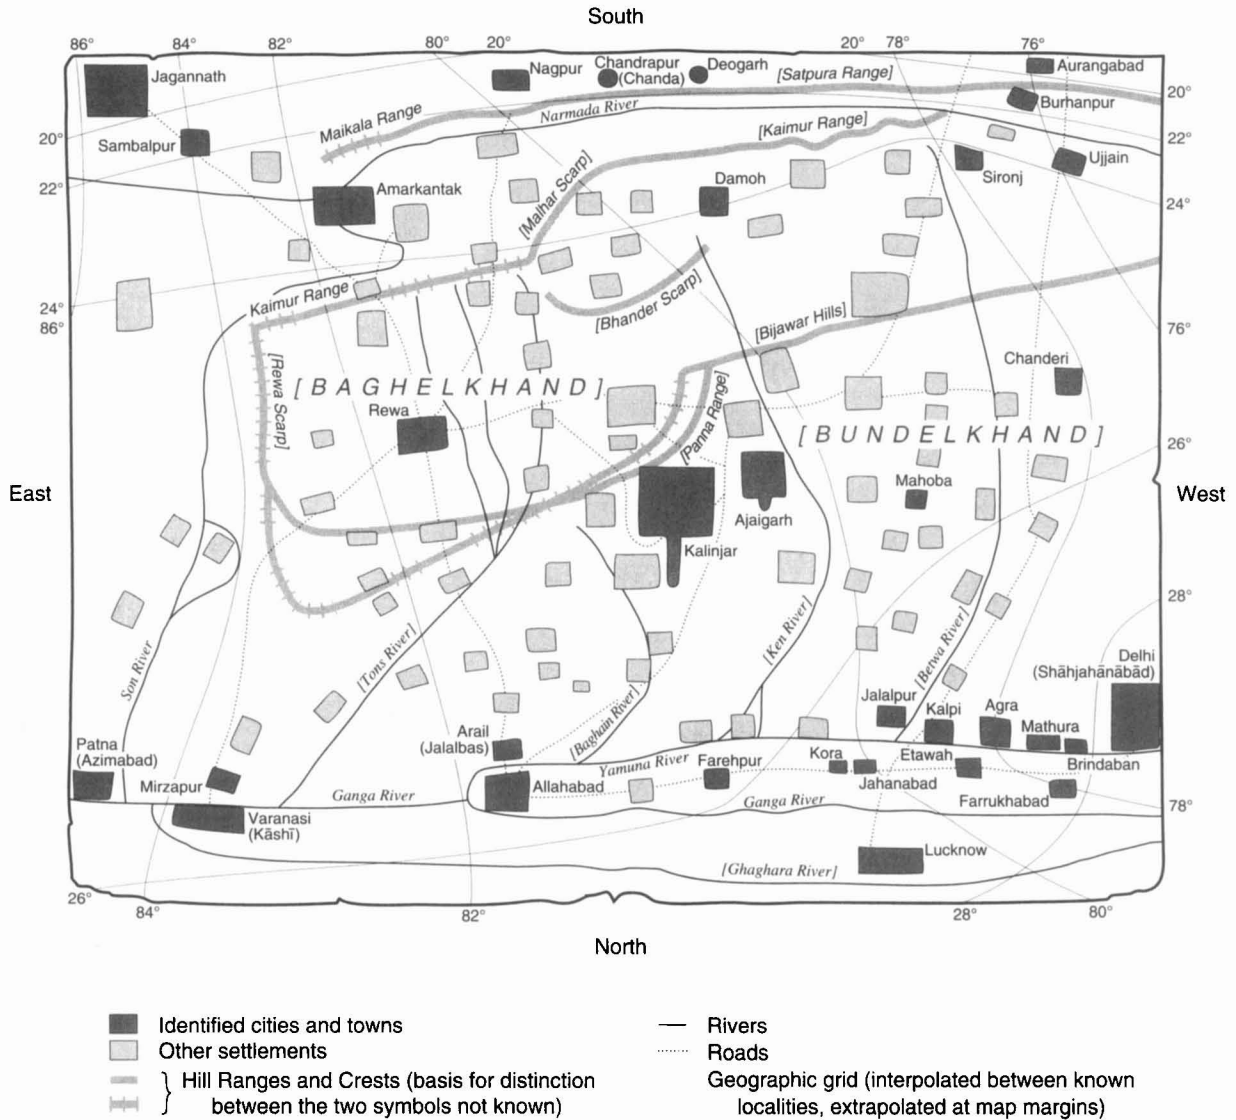 South
86°
84°
82°
80°
20°
20°
78°
76°
Jagannath
Nagpur
Chandrapur
(Chanda)
Deogarh
[Satpura Range]
Aurangabad
20°
Burhanpur
Maikala Range
Narmada River
[Kaimur Range]
20°
Sambalpur
22°
Ujjain
Sironj
22°
Amarkantak
[Malhar Scarp]
Damoh
24°
Kaimur Range
[Bhander Scarp]
24°
86°
[Bijawar Hills]
76°
[Rewa Scarp]
Chanderi
[BAGHELKHAND]
Rewa
[Panna Range]
[BUNDELKHAND]
26°
East
West
Mahoba
Ajaigarh
Kalinjar
28°
Son River
[Tons River]
[Ken River]
[Betwa River]
Delhi
(Shāhjahānābād)
Jalalpur
Kalpi
Agra
Mathura
Arail
(Jalalbas)
[Baghain River]
Patna
(Azimabad)
Kora
Etawah
Brindaban
Mirzapur
Yamuna River
Farehpur
Allahabad
Jahanabad
Farrukhabad
Ganga River
Ganga River
78°
Varanasi
(Kāshī)
Lucknow
[Ghaghara River]
26°
84°
82°
28°
80°
North
Identified cities and towns
Other settlements
Hill Ranges and Crests (basis for distinction
between the two symbols not known)
Rivers
Roads
Geographic grid (interpolated between known
localities, extrapolated at map margins)